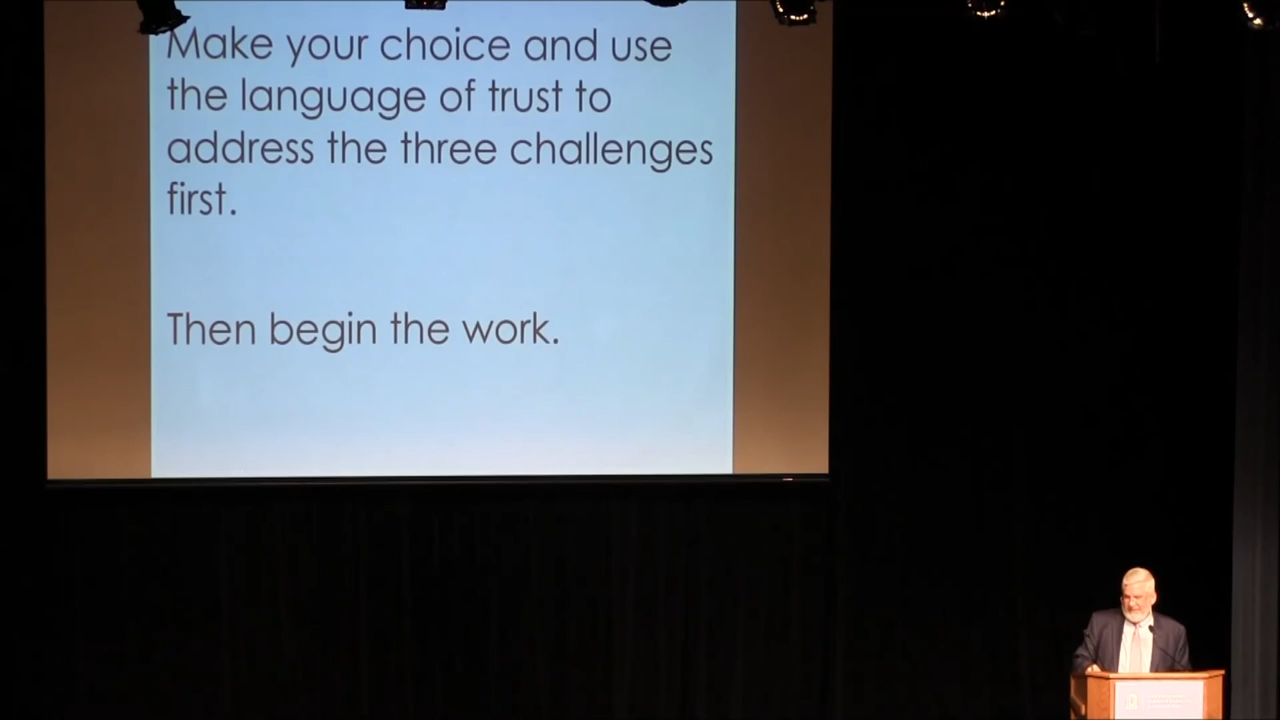 Make your choice and use
the language of trust to
address the three challenges
first.
Then begin the work.